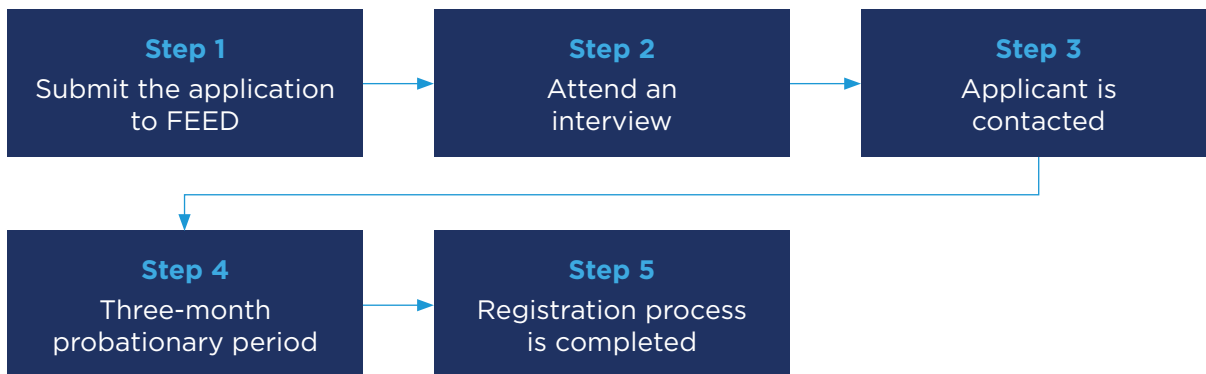 Step 1
Submit the application
to FEED
Step 2
Attend an
interview
Step 3
Applicant is
contacted
Step 4
Three-month
probationary period
Step 5
Registration process
is completed